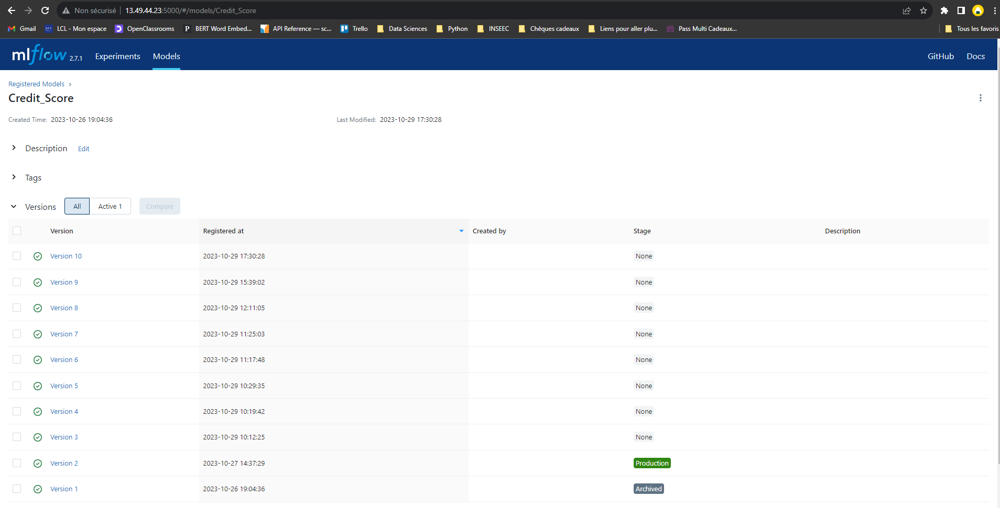 Non sécurisé 13.49.44.23:5000/#/models/Credit_Score
Gmail LCL - Mon espace OpenClassrooms P BERT Word Embed... API Reference — sc... Trello Data Sciences Python INSEEC Chèques cadeaux Liens pour aller plu... Pass Multi Cadeaux... Tous les favoris
mlflow 2.7.1 Experiments Models GitHub Docs
Registered Models ›
Credit_Score
Created Time: 2023-10-26 19:04:36 Last Modified: 2023-10-29 17:30:28
Description Edit
Tags
Versions All Active 1 Compare
Version Registered at Created by Stage Description
Version 10 2023-10-29 17:30:28 None
Version 9 2023-10-29 15:39:02 None
Version 8 2023-10-29 12:11:05 None
Version 7 2023-10-29 11:25:03 None
Version 6 2023-10-29 11:17:48 None
Version 5 2023-10-29 10:29:35 None
Version 4 2023-10-29 10:19:42 None
Version 3 2023-10-29 10:12:25 None
Version 2 2023-10-27 14:37:29 Production
Version 1 2023-10-26 19:04:36 Archived